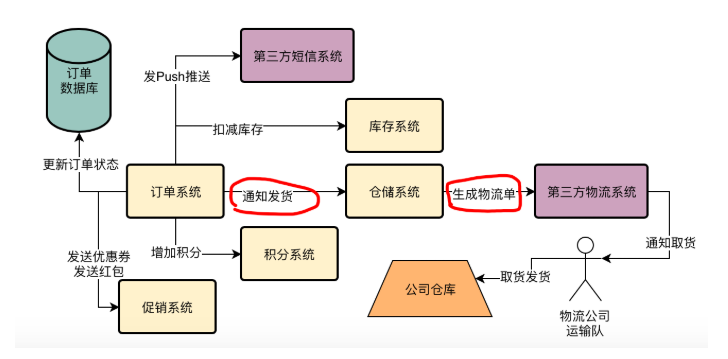 第三方短信系统
订单
数据库
发Push推送
扣减库存
库存系统
更新订单状态
订单系统
通知发货
仓储系统
生成物流单
第三方物流系统
发送优惠券
发送红包
增加积分
积分系统
通知取货
取货发货
公司仓库
促销系统
物流公司
运输队